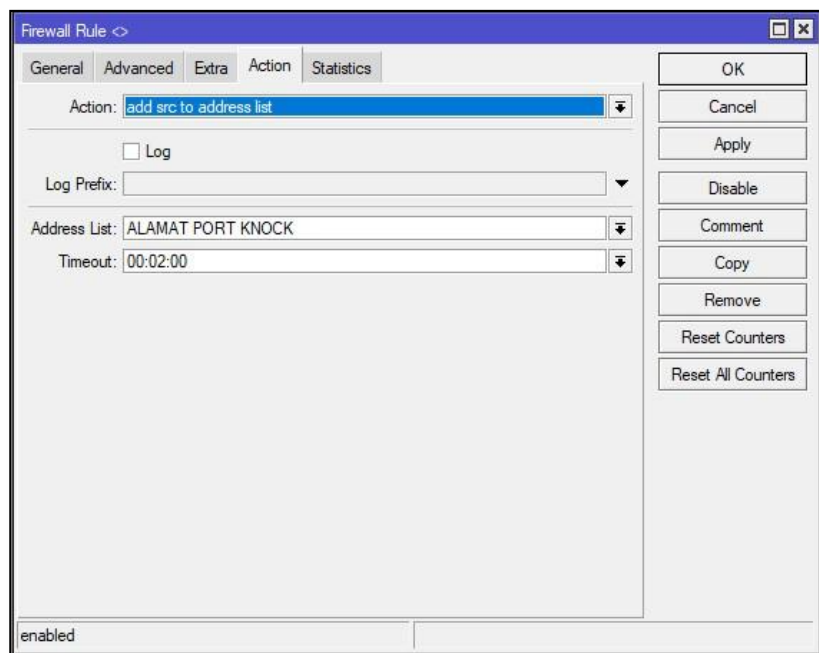 Firewall Rule <>
General Advanced Extra Action Statistics
Action: add src to address list
Log
Log Prefix:
Address List: ALAMAT PORT KNOCK
Timeout: 00:02:00
OK
Cancel
Apply
Disable
Comment
Copy
Remove
Reset Counters
Reset All Counters
enabled